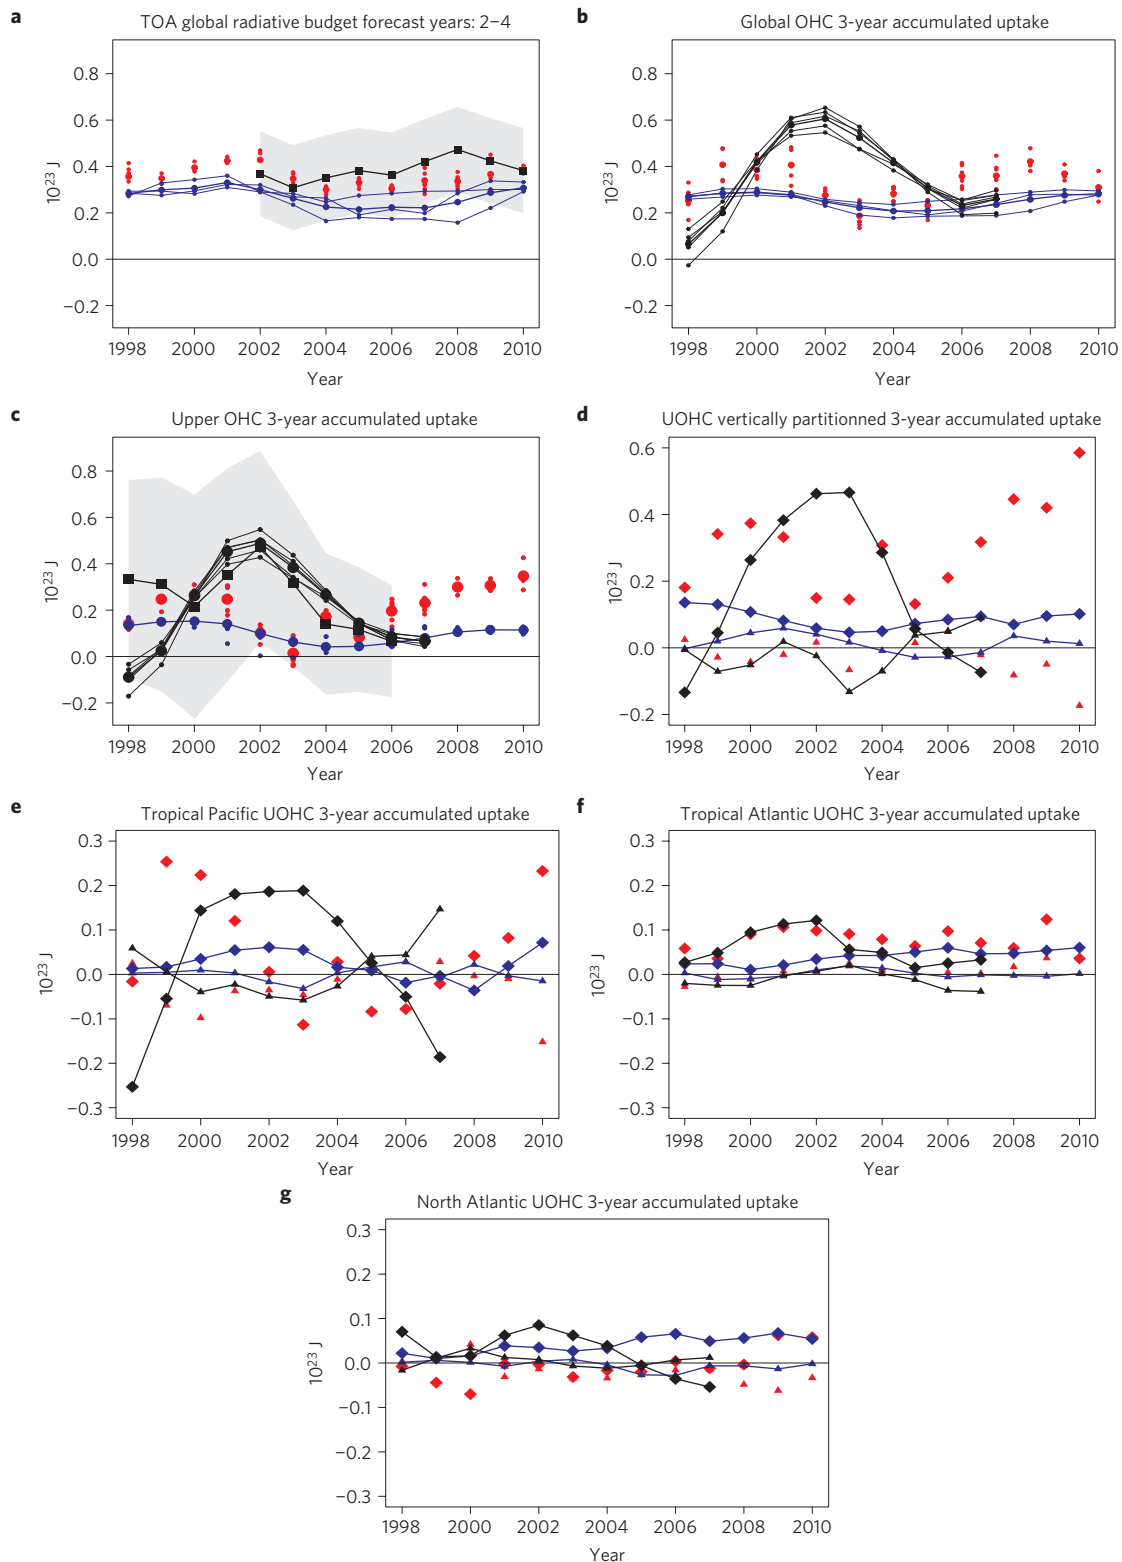 a TOA global radiative budget forecast years: 2–4
0.8
0.6
0.4
0.2
0.0
−0.2
10²³ J
1998 2000 2002 2004 2006 2008 2010
Year
b Global OHC 3-year accumulated uptake
0.8
0.6
0.4
0.2
0.0
-0.2
10²³ J
1998 2000 2002 2004 2006 2008 2010
Year
c Upper OHC 3-year accumulated uptake
0.8
0.6
0.4
0.2
0.0
−0.2
10²³ J
1998 2000 2002 2004 2006 2008 2010
Year
d UOHC vertically partitionned 3-year accumulated uptake
0.6
0.4
0.2
0.0
−0.2
10²³ J
1998 2000 2002 2004 2006 2008 2010
Year
e Tropical Pacific UOHC 3-year accumulated uptake
0.3
0.2
0.1
0.0
−0.1
−0.2
−0.3
10²³ J
1998 2000 2002 2004 2006 2008 2010
Year
f Tropical Atlantic UOHC 3-year accumulated uptake
0.3
0.2
0.1
0.0
−0.1
−0.2
−0.3
10²³ J
1998 2000 2002 2004 2006 2008 2010
Year
g North Atlantic UOHC 3-year accumulated uptake
0.3
0.2
0.1
0.0
−0.1
−0.2
−0.3
10²³ J
1998 2000 2002 2004 2006 2008 2010
Year